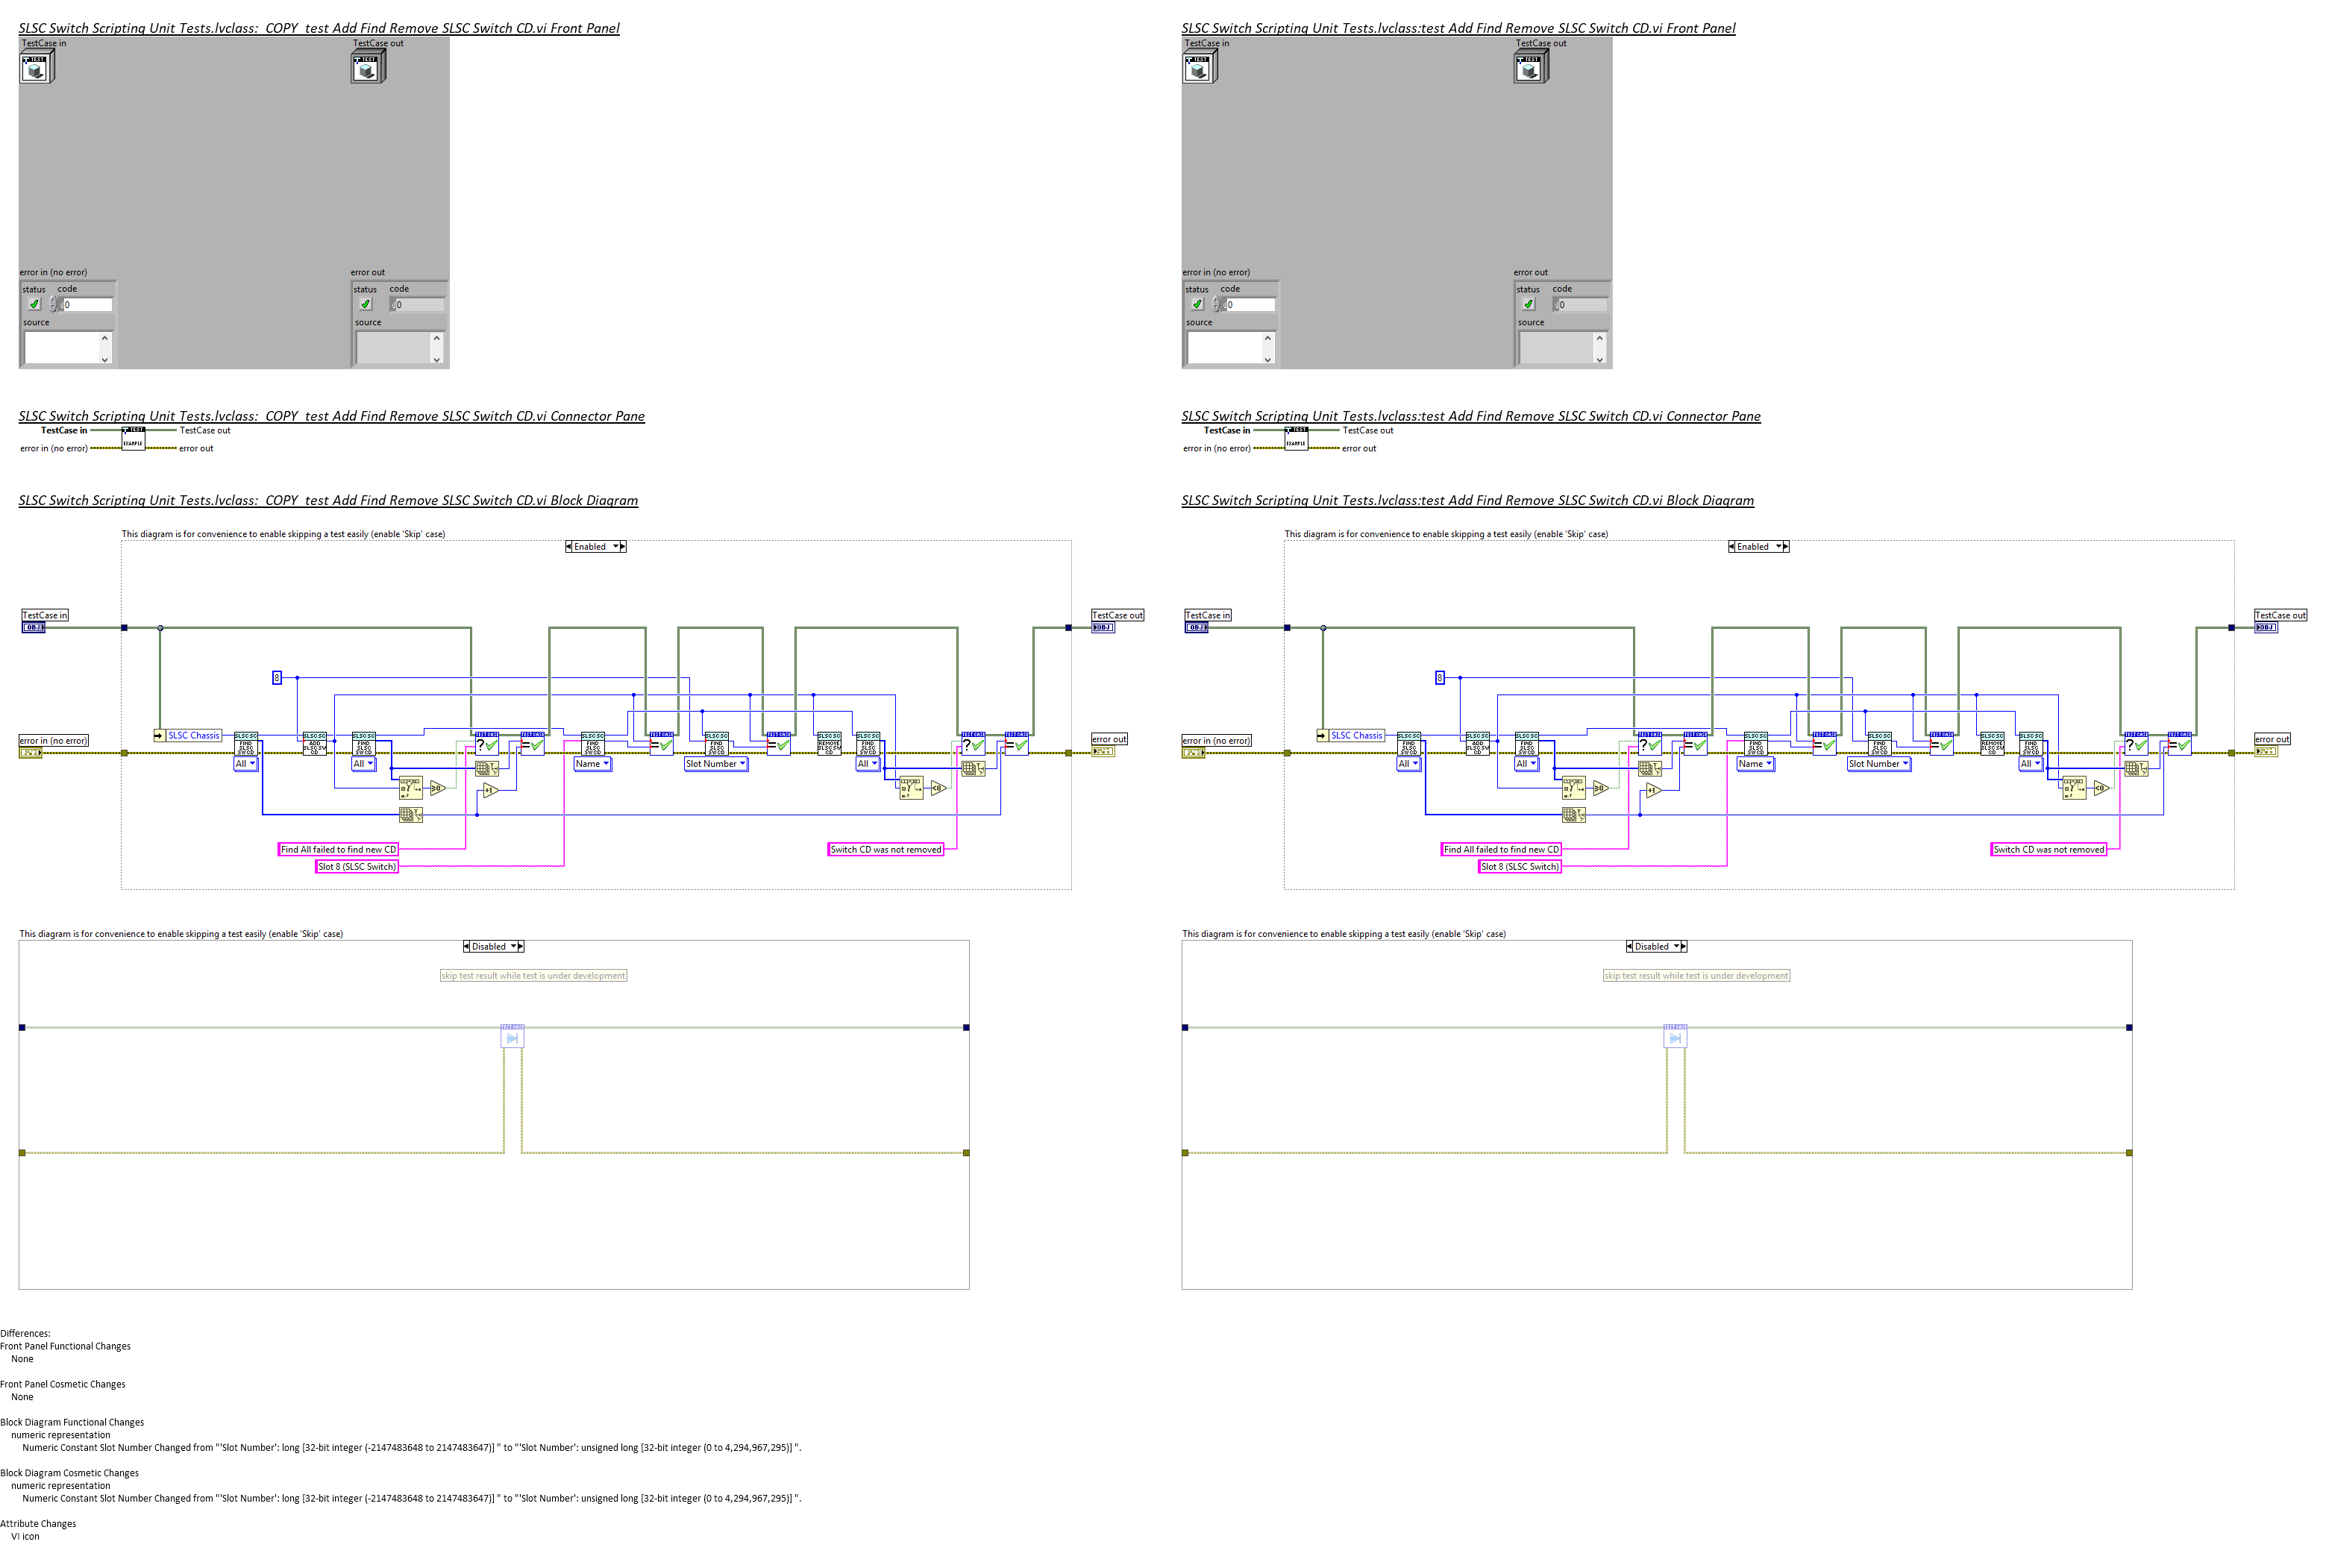 SLSC Switch Scripting Unit Tests.lvclass:  COPY  test Add Find Remove SLSC Switch CD.vi Front Panel
TestCase in
TestCase out
TEST
TEST
error in (no error)
status
code
0
source
error out
status
code
0
source
SLSC Switch Scripting Unit Tests.lvclass:test Add Find Remove SLSC Switch CD.vi Front Panel
TestCase in
TestCase out
TEST
TEST
error in (no error)
status
code
0
source
error out
status
code
0
source
SLSC Switch Scripting Unit Tests.lvclass:  COPY  test Add Find Remove SLSC Switch CD.vi Connector Pane
TestCase in
TestCase out
TEST
EXAMPLE
error in (no error)
error out
SLSC Switch Scripting Unit Tests.lvclass:test Add Find Remove SLSC Switch CD.vi Connector Pane
TestCase in
TestCase out
TEST
EXAMPLE
error in (no error)
error out
SLSC Switch Scripting Unit Tests.lvclass:  COPY  test Add Find Remove SLSC Switch CD.vi Block Diagram
This diagram is for convenience to enable skipping a test easily (enable 'Skip' case)
Enabled
TestCase in
OBJ
TestCase out
OBJ
8
error in (no error)
SLSC Chassis
error out
All
All
Name
Slot Number
All
Find All failed to find new CD
Slot 8 (SLSC Switch)
Switch CD was not removed
SLSC Switch Scripting Unit Tests.lvclass:test Add Find Remove SLSC Switch CD.vi Block Diagram
This diagram is for convenience to enable skipping a test easily (enable 'Skip' case)
Enabled
TestCase in
OBJ
TestCase out
OBJ
8
error in (no error)
SLSC Chassis
error out
All
All
Name
Slot Number
All
Find All failed to find new CD
Slot 8 (SLSC Switch)
Switch CD was not removed
This diagram is for convenience to enable skipping a test easily (enable 'Skip' case)
Disabled
skip test result while test is under development
This diagram is for convenience to enable skipping a test easily (enable 'Skip' case)
Disabled
skip test result while test is under development
Differences:
Front Panel Functional Changes
None
Front Panel Cosmetic Changes
None
Block Diagram Functional Changes
numeric representation
Numeric Constant Slot Number Changed from "'Slot Number': long [32-bit integer (-2147483648 to 2147483647)] " to "'Slot Number': unsigned long [32-bit integer (0 to 4,294,967,295)] ".
Block Diagram Cosmetic Changes
numeric representation
Numeric Constant Slot Number Changed from "'Slot Number': long [32-bit integer (-2147483648 to 2147483647)] " to "'Slot Number': unsigned long [32-bit integer (0 to 4,294,967,295)] ".
Attribute Changes
VI icon